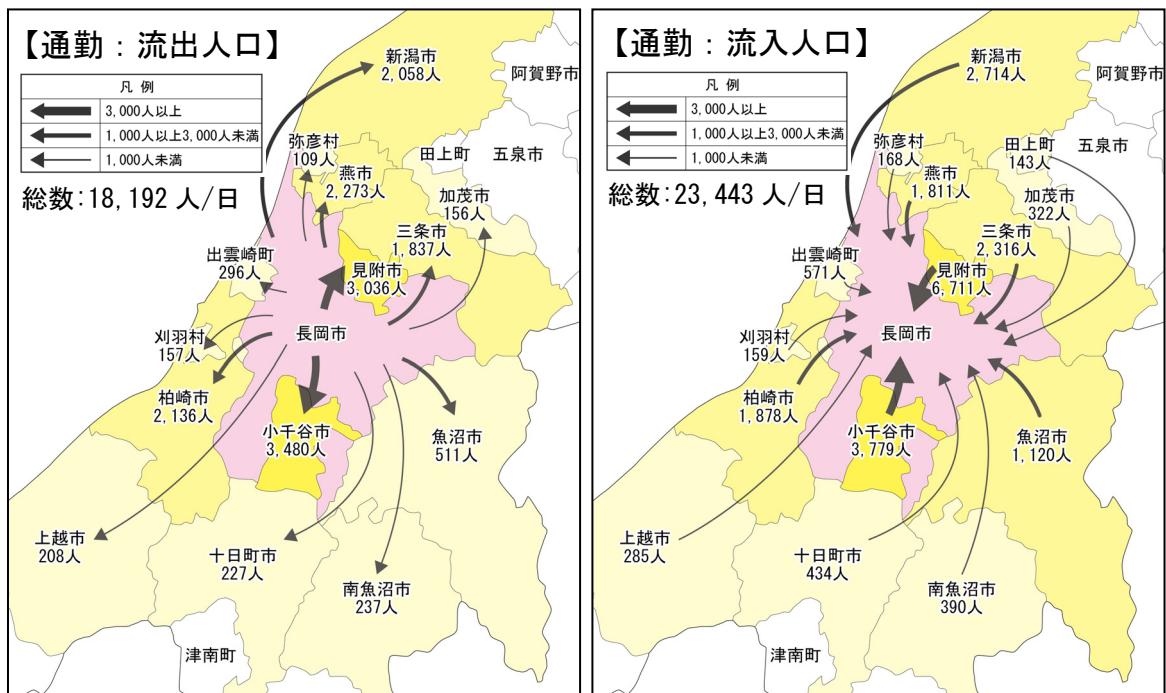 【通勤：流出人口】
凡 例
3,000人以上
1,000人以上3,000人未満
1,000人未満
総数:18,192 人/日
新潟市
2,058人
阿賀野市
弥彦村
109人
燕市
2,273人
田上町
五泉市
加茂市
156人
三条市
1,837人
出雲崎町
296人
見附市
3,036人
長岡市
刈羽村
157人
柏崎市
2,136人
小千谷市
3,480人
魚沼市
511人
上越市
208人
十日町市
227人
南魚沼市
237人
津南町
【通勤：流入人口】
凡 例
3,000人以上
1,000人以上3,000人未満
1,000人未満
総数:23,443 人/日
新潟市
2,714人
阿賀野市
弥彦村
168人
燕市
1,811人
田上町
143人
五泉市
加茂市
322人
三条市
2,316人
出雲崎町
571人
見附市
6,711人
長岡市
刈羽村
159人
柏崎市
1,878人
小千谷市
3,779人
魚沼市
1,120人
上越市
285人
十日町市
434人
南魚沼市
390人
津南町